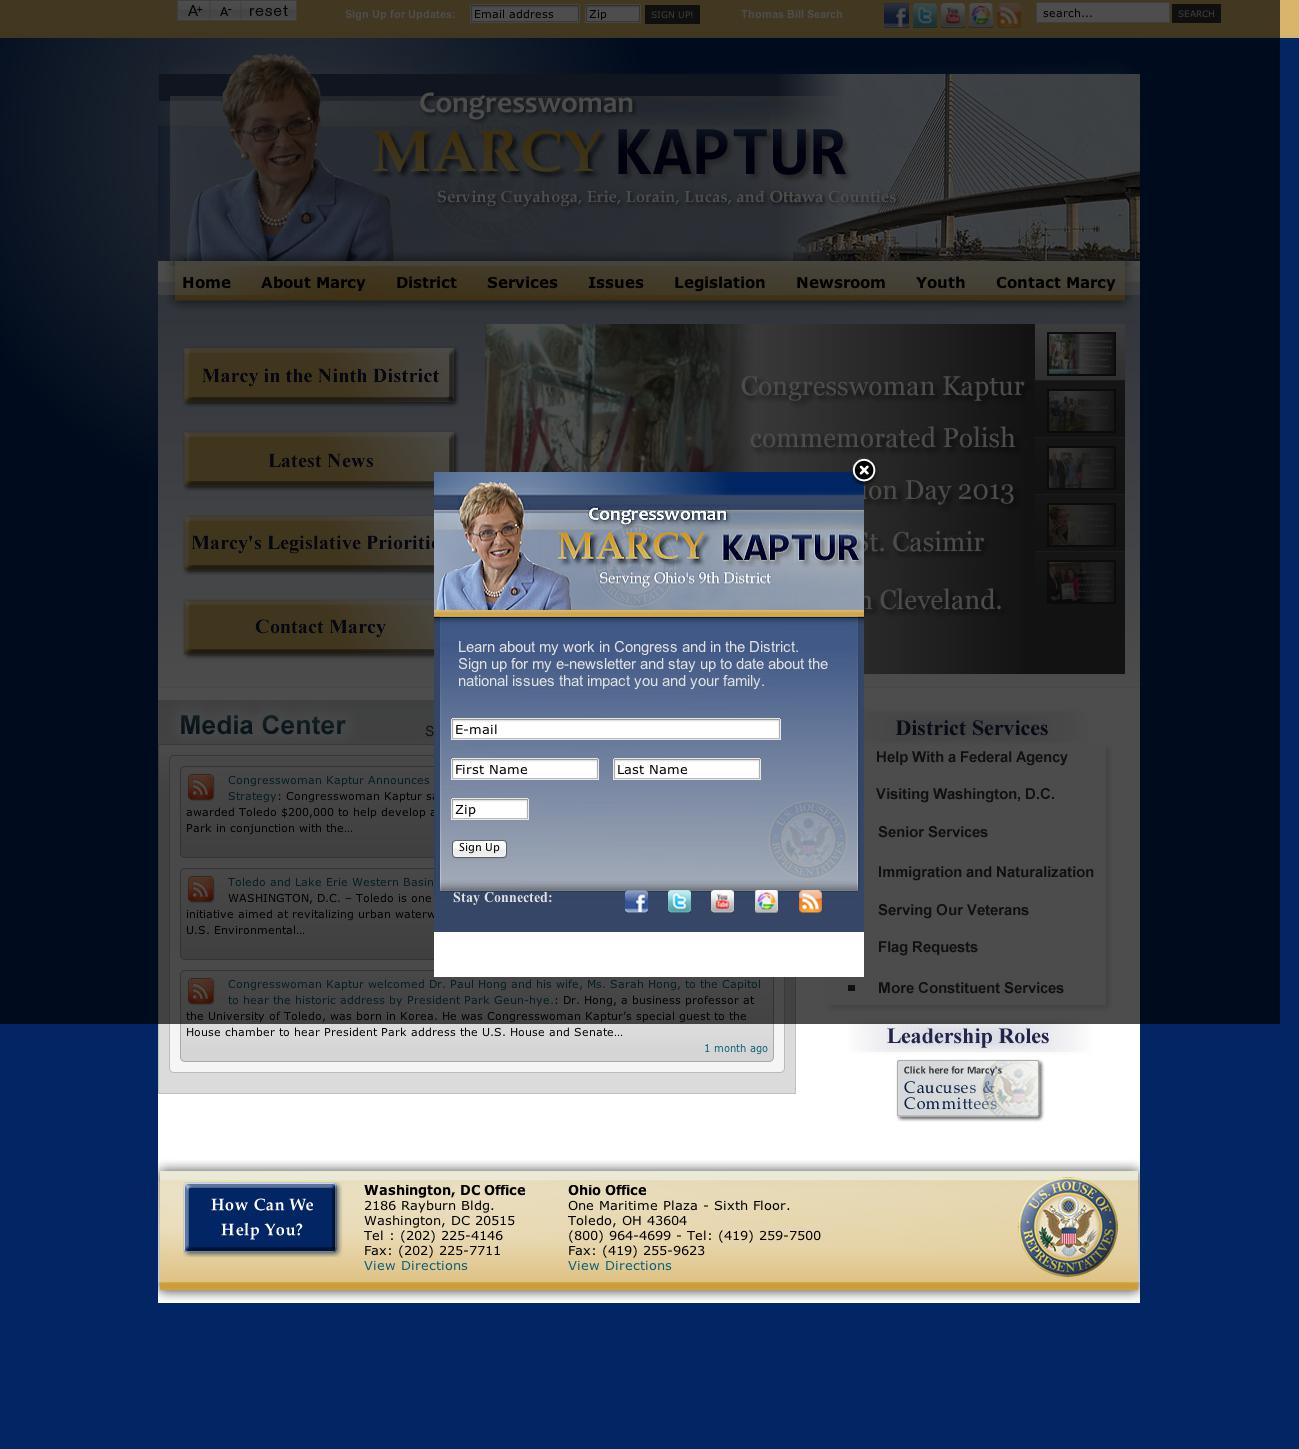 A+ A- reset
Sign Up for Updates:
Email address
Zip
SIGN UP!
Thomas Bill Search
search...
SEARCH
Congresswoman
MARCY KAPTUR
Serving Cuyahoga, Erie, Lorain, Lucas, and Ottawa Counties
Home
About Marcy
District
Services
Issues
Legislation
Newsroom
Youth
Contact Marcy
Marcy in the Ninth District
Latest News
Marcy's Legislative Prioritie
Contact Marcy
Congresswoman Kaptur
commemorated Polish
ion Day 2013
St. Casimir
Cleveland.
Congresswoman
MARCY KAPTUR
Serving Ohio's 9th District
Learn about my work in Congress and in the District.
Sign up for my e-newsletter and stay up to date about the
national issues that impact you and your family.
E-mail
First Name
Last Name
Zip
Sign Up
Stay Connected:
Media Center
S
Congresswoman Kaptur Announces
Strategy: Congresswoman Kaptur sa
awarded Toledo $200,000 to help develop a
Park in conjunction with the...
Toledo and Lake Erie Western Basin
WASHINGTON, D.C. – Toledo is one
initiative aimed at revitalizing urban waterw
U.S. Environmental...
Congresswoman Kaptur welcomed Dr. Paul Hong and his wife, Ms. Sarah Hong, to the Capitol
to hear the historic address by President Park Geun-hye.: Dr. Hong, a business professor at
the University of Toledo, was born in Korea. He was Congresswoman Kaptur's special guest to the
House chamber to hear President Park address the U.S. House and Senate...
1 month ago
District Services
Help With a Federal Agency
Visiting Washington, D.C.
Senior Services
Immigration and Naturalization
Serving Our Veterans
Flag Requests
More Constituent Services
Leadership Roles
Click here for Marcy's
Caucuses &
Committees
How Can We
Help You?
Washington, DC Office
2186 Rayburn Bldg.
Washington, DC 20515
Tel : (202) 225-4146
Fax: (202) 225-7711
View Directions
Ohio Office
One Maritime Plaza - Sixth Floor.
Toledo, OH 43604
(800) 964-4699 - Tel: (419) 259-7500
Fax: (419) 255-9623
View Directions
U.S. HOUSE OF
REPRESENTATIVES